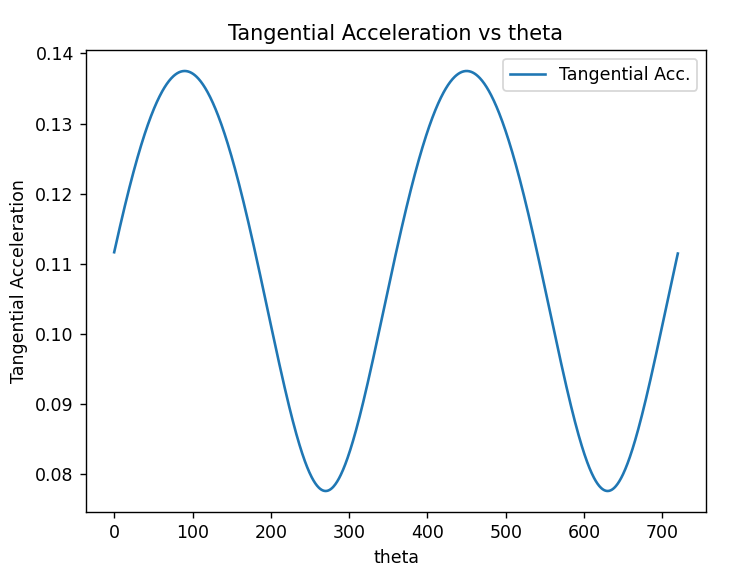 Tangential Acceleration vs theta
Tangential Acc.
Tangential Acceleration
0.14
0.13
0.12
0.11
0.10
0.09
0.08
0 100 200 300 400 500 600 700
theta